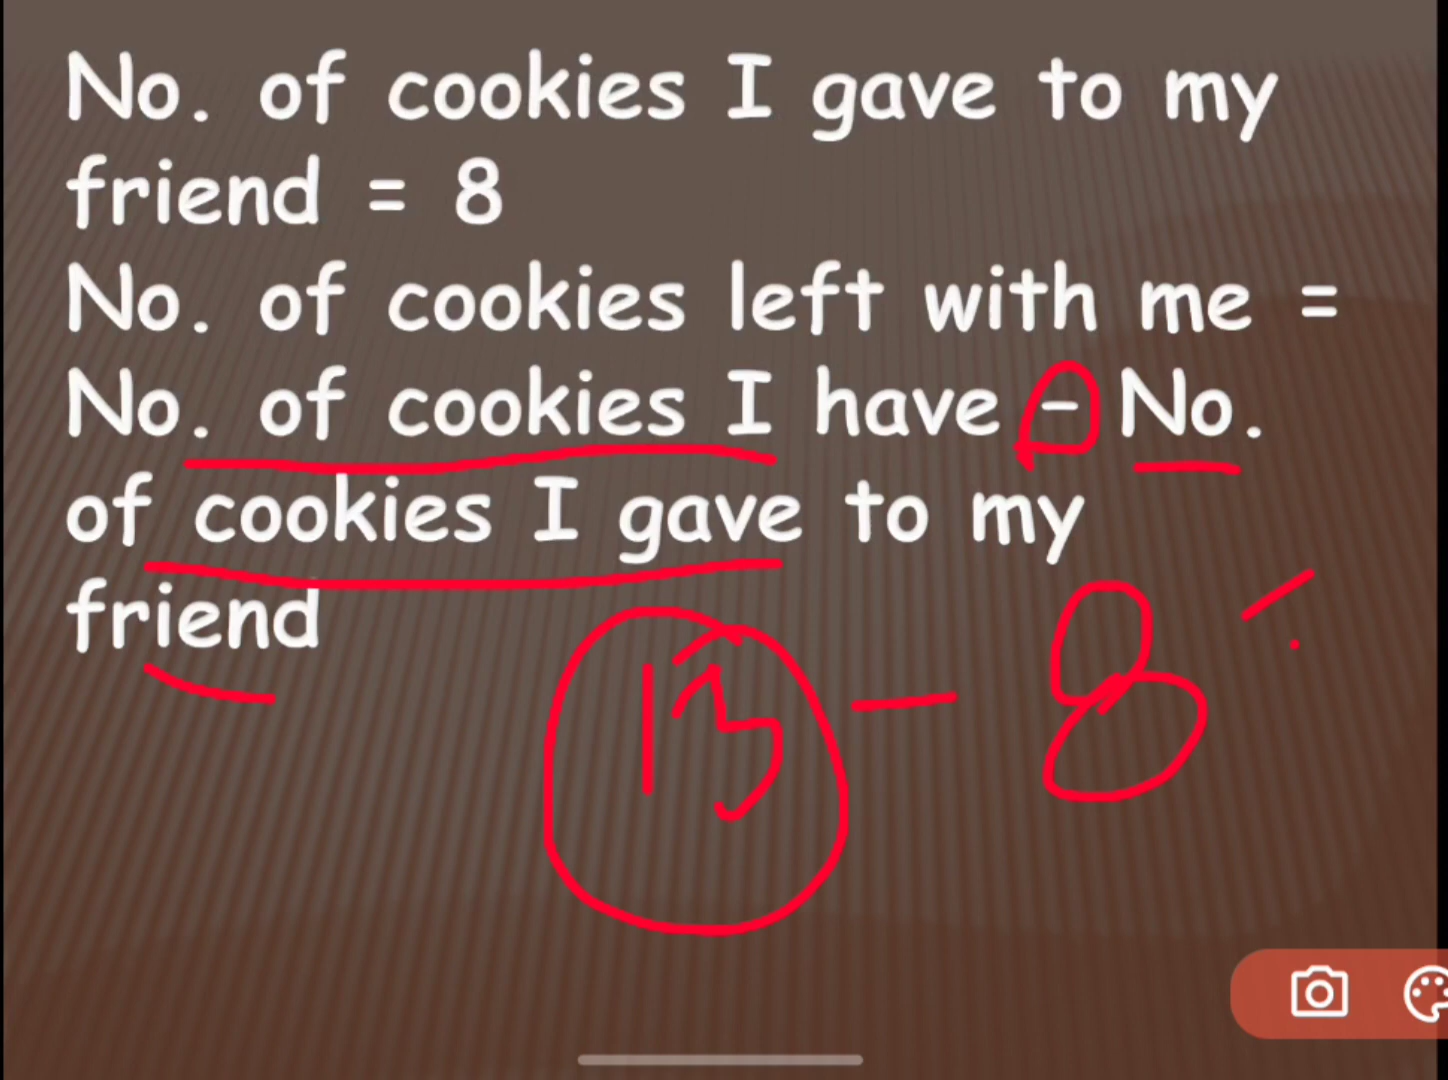 No. of cookies I gave to my
friend = 8
No. of cookies left with me =
No. of cookies I have - No.
of cookies I gave to my
friend
13 - 8